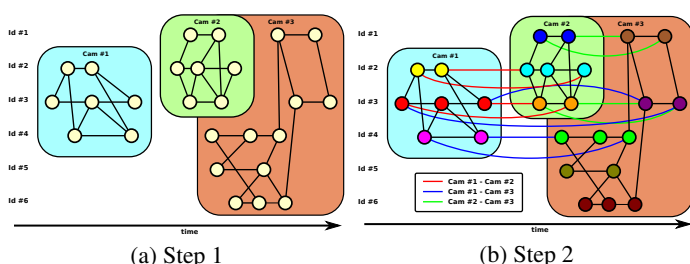 Id #1
Id #2
Id #3
Id #4
Id #5
Id #6
Cam #1
Cam #2
Cam #3
time
(a) Step 1
Id #1
Id #2
Id #3
Id #4
Id #5
Id #6
Cam #1
Cam #2
Cam #3
Cam #1 - Cam #2
Cam #1 - Cam #3
Cam #2 - Cam #3
time
(b) Step 2